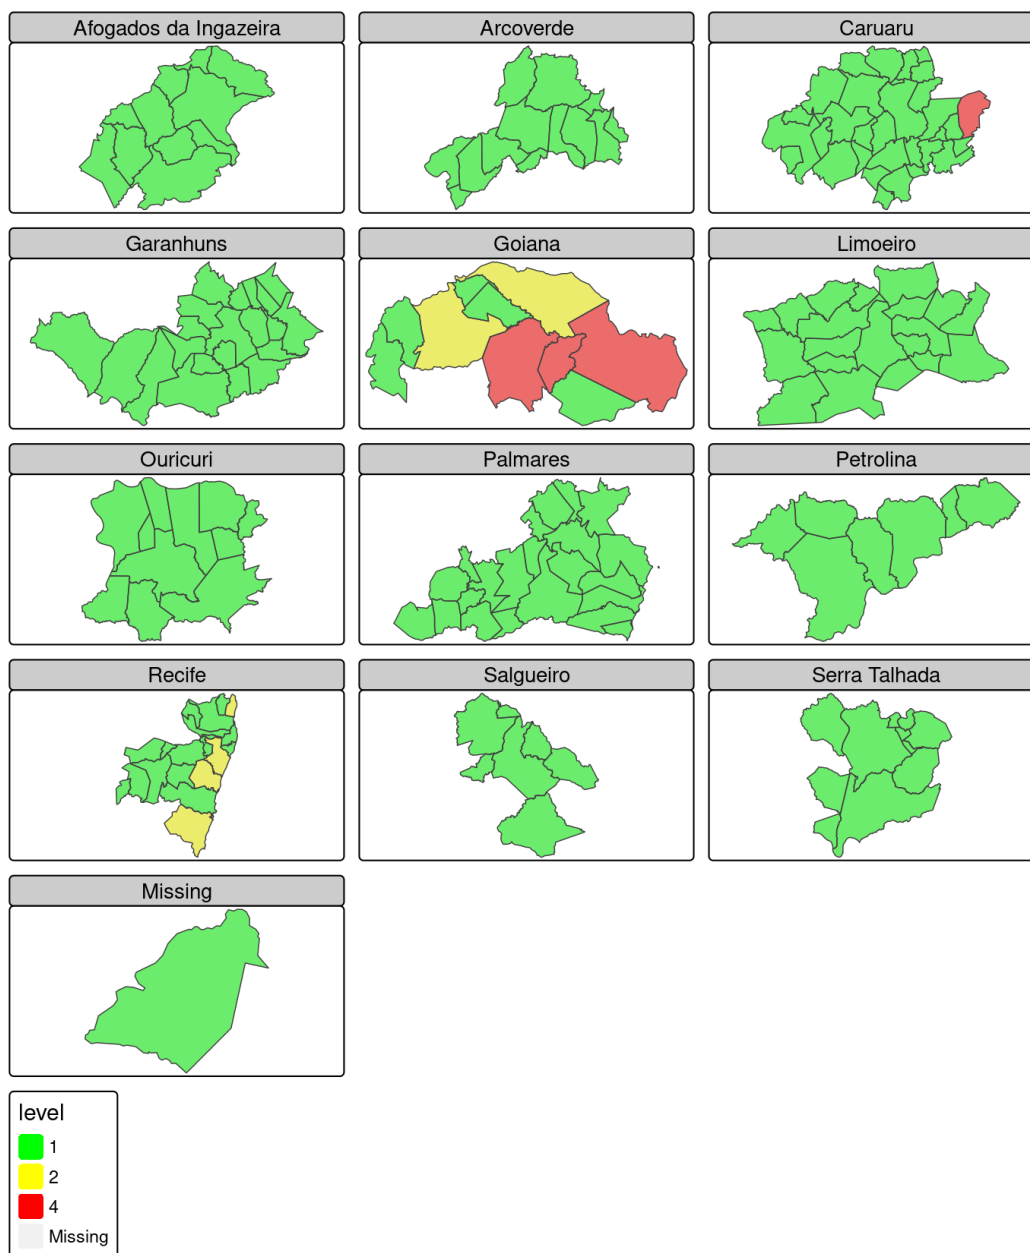 Afogados da Ingazeira
Arcoverde
Caruaru
Garanhuns
Goiana
Limoeiro
Ouricuri
Palmares
Petrolina
Recife
Salgueiro
Serra Talhada
Missing
level
1
2
4
Missing